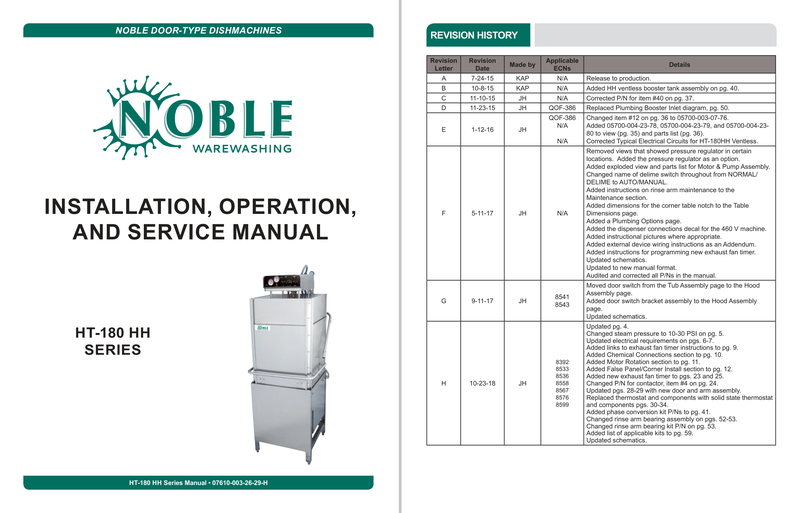 NOBLE DOOR-TYPE DISHMACHINES
NOBLE
WAREWASHING
INSTALLATION, OPERATION,
AND SERVICE MANUAL
HT-180 HH
SERIES
HT-180 HH Series Manual • 07610-003-26-29-H
REVISION HISTORY
Revision Letter Revision Date Made by Applicable ECNs Details
A 7-24-15 KAP N/A Release to production.
B 10-8-15 KAP N/A Added HH ventless booster tank assembly on pg. 40.
C 11-10-15 JH N/A Corrected P/N for item #40 on pg. 37.
D 11-23-15 JH QOF-386 Replaced Plumbing Booster Inlet diagram, pg. 50.
E 1-12-16 JH
QOF-386 Changed item #12 on pg. 36 to 05700-003-07-76.
N/A Added 05700-004-23-78, 05700-004-23-79, and 05700-004-23-
80 to view (pg. 35) and parts list (pg. 36).
N/A Corrected Typical Electrical Circuits for HT-180HH Ventless.
F 5-11-17 JH N/A
Removed views that showed pressure regulator in certain
locations. Added the pressure regulator as an option.
Added exploded view and parts list for Motor & Pump Assembly.
Changed name of delime switch throughout from NORMAL/
DELIME to AUTO/MANUAL.
Added instructions on rinse arm maintenance to the
Maintenance section.
Added dimensions for the corner table notch to the Table
Dimensions page.
Added a Plumbing Options page.
Added the dispenser connections decal for the 460 V machine.
Added instructional pictures where appropriate.
Added external device wiring instructions as an Addendum.
Added instructions for programming new exhaust fan timer.
Updated schematics.
Updated to new manual format.
Audited and corrected all P/Ns in the manual.
G 9-11-17 JH
8541
8543
Moved door switch from the Tub Assembly page to the Hood
Assembly page.
Added door switch bracket assembly to the Hood Assembly
page.
Updated schematics.
H 10-23-18 JH
8392
8533
8536
8558
8567
8576
8599
Updated pg. 4.
Changed steam pressure to 10-30 PSI on pg. 5.
Updated electrical requirements on pgs. 6-7.
Added links to exhaust fan timer instructions to pg. 9.
Added Chemical Connections section to pg. 10.
Added Motor Rotation section to pg. 11.
Added False Panel/Corner Install section to pg. 12.
Added new exhaust fan timer to pgs. 23 and 25.
Changed P/N for contactor, item #4 on pg. 24.
Updated pgs. 28-29 with new door and arm assembly.
Replaced thermostat and components with solid state thermostat
and components pgs. 30-34.
Added phase conversion kit P/Ns to pg. 41.
Changed rinse arm bearing assembly on pgs. 52-53.
Changed rinse arm bearing kit P/N on pg. 53.
Added list of applicable kits to pg. 59.
Updated schematics.